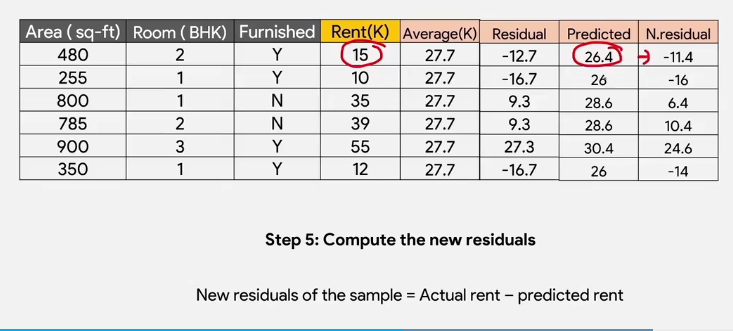 Area ( sq-ft) Room ( BHK) Furnished Rent(K) Average(K) Residual Predicted N.residual
480 2 Y 15 27.7 -12.7 26.4 -11.4
255 1 Y 10 27.7 -16.7 26 -16
800 1 N 35 27.7 9.3 28.6 6.4
785 2 N 39 27.7 9.3 28.6 10.4
900 3 Y 55 27.7 27.3 30.4 24.6
350 1 Y 12 27.7 -16.7 26 -14
Step 5: Compute the new residuals
New residuals of the sample = Actual rent – predicted rent